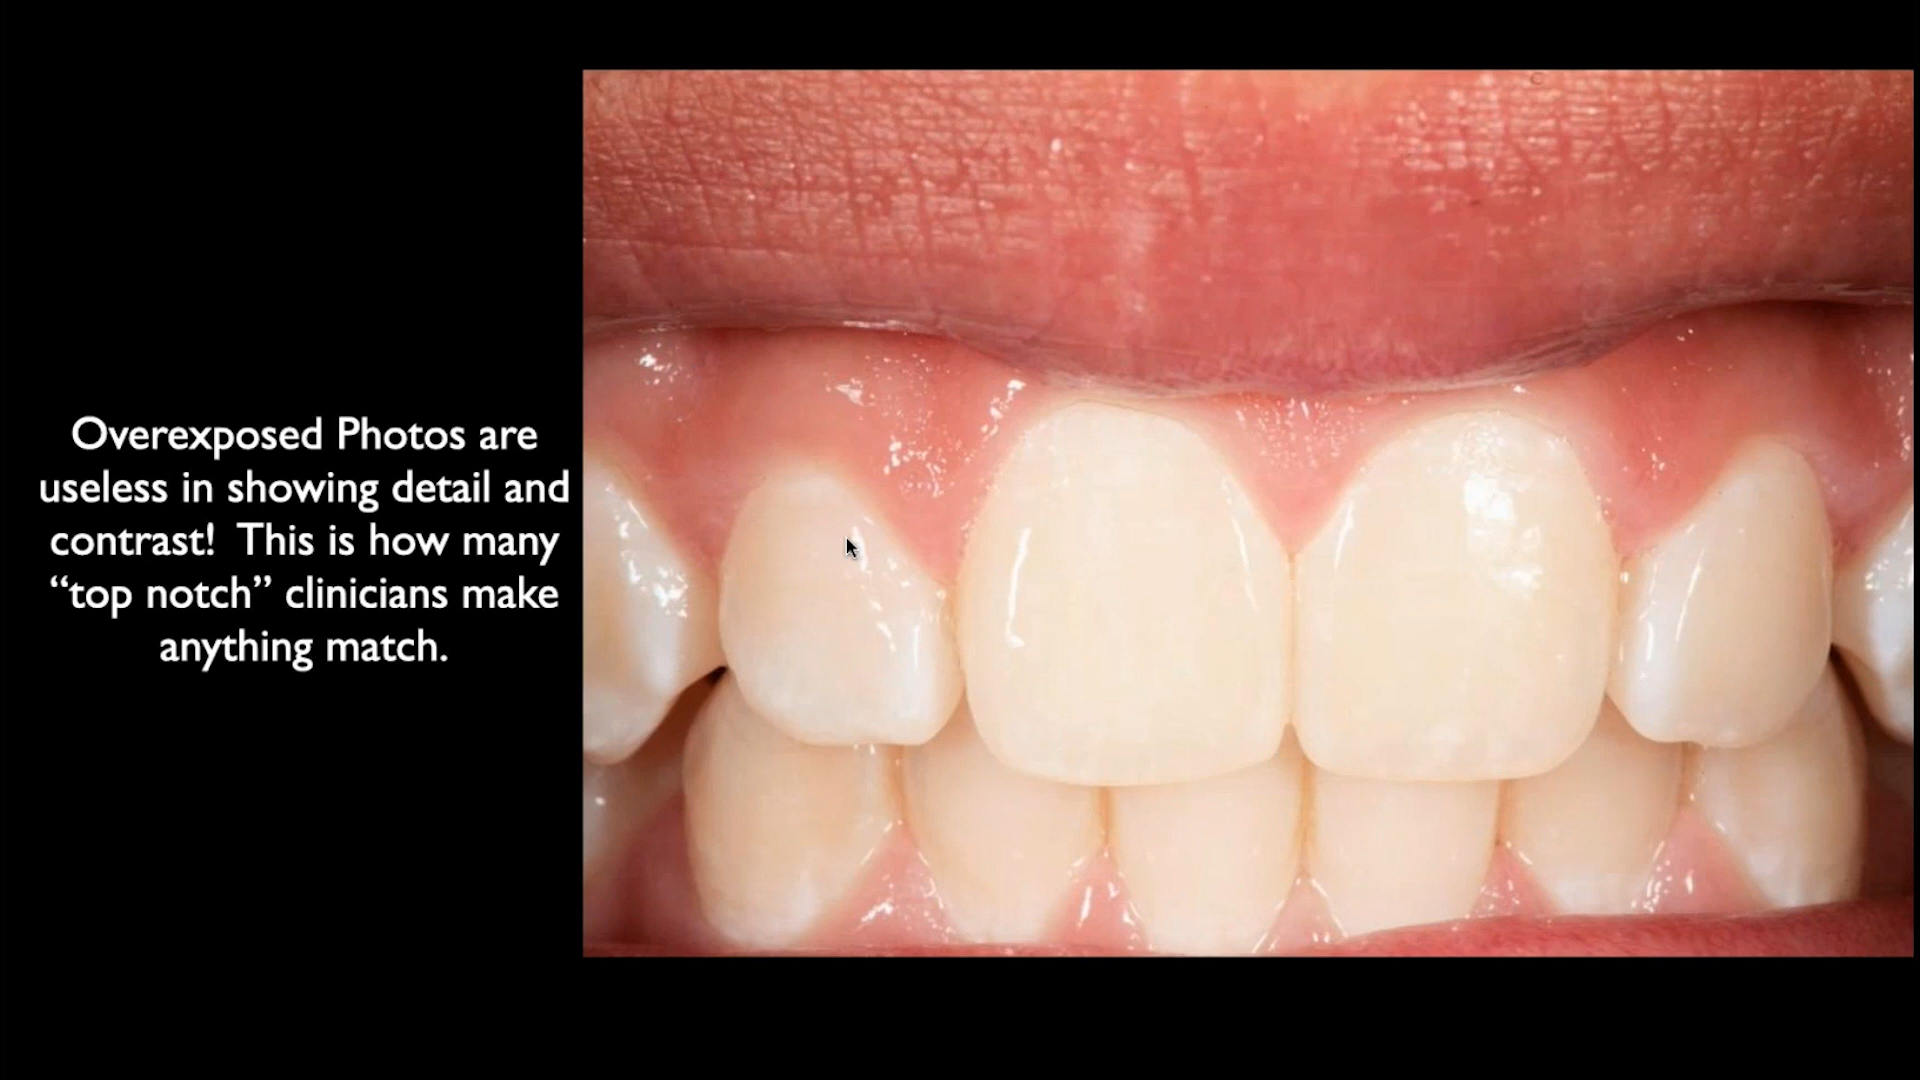 Overexposed Photos are
useless in showing detail and
contrast!  This is how many
“top notch” clinicians make
anything match.